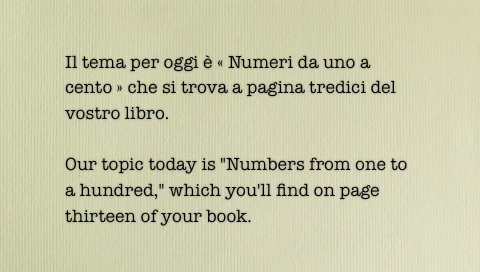 Il tema per oggi è « Numeri da uno a
cento » che si trova a pagina tredici del
vostro libro.
Our topic today is "Numbers from one to
a hundred," which you'll find on page
thirteen of your book.